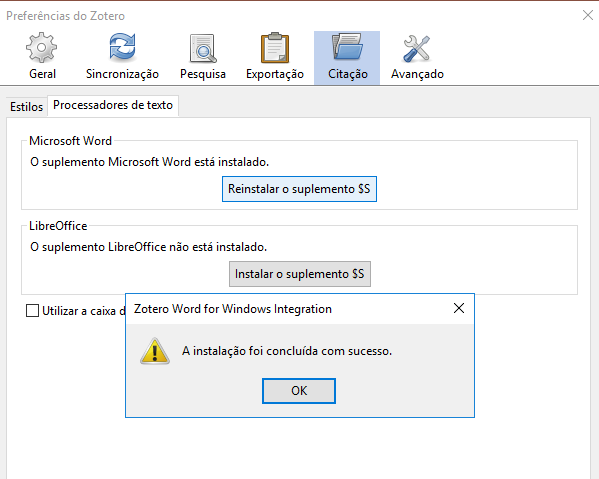 Preferências do Zotero
Geral
Sincronização
Pesquisa
Exportação
Citação
Avançado
Estilos
Processadores de texto
Microsoft Word
O suplemento Microsoft Word está instalado.
Reinstalar o suplemento $S
LibreOffice
O suplemento LibreOffice não está instalado.
Instalar o suplemento $S
Utilizar a caixa d
Zotero Word for Windows Integration
A instalação foi concluída com sucesso.
OK